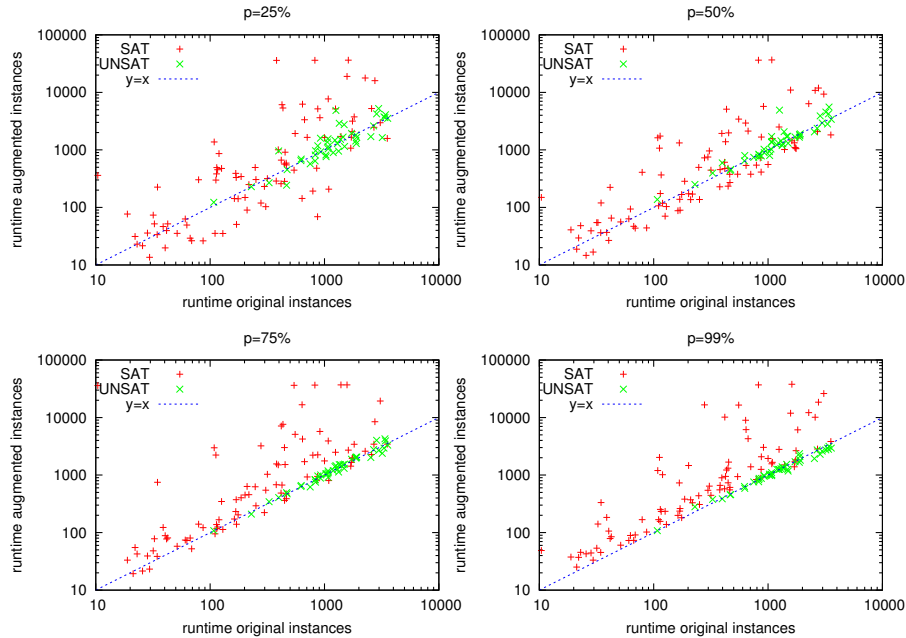 p=25%
100000
10000
1000
100
10
SAT
UNSAT
y=x
runtime augmented instances
10 100 1000 10000
runtime original instances
p=50%
100000
10000
1000
100
10
SAT
UNSAT
y=x
runtime augmented instances
10 100 1000 10000
runtime original instances
p=75%
100000
10000
1000
100
10
SAT
UNSAT
y=x
runtime augmented instances
10 100 1000 10000
runtime original instances
p=99%
100000
10000
1000
100
10
SAT
UNSAT
y=x
runtime augmented instances
10 100 1000 10000
runtime original instances